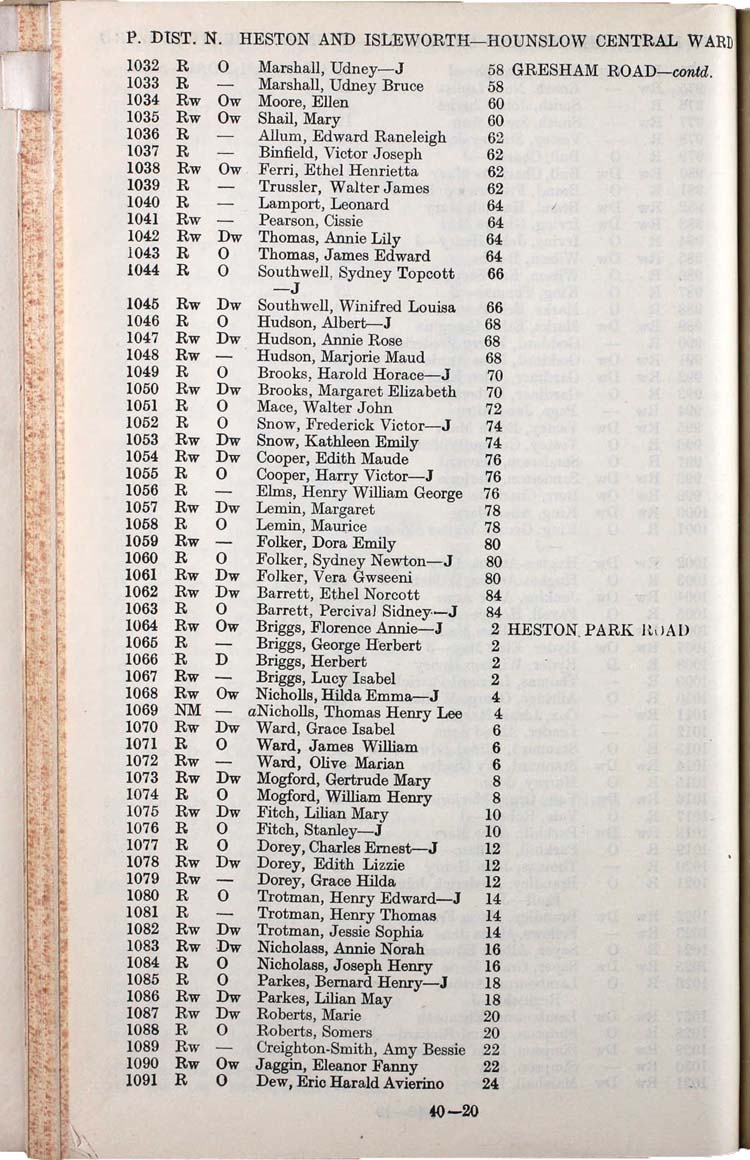 P. DIST. N. HESTON AND ISLEWORTH—HOUNSLOW CENTRAL WARD
1032 R O Marshall, Udney—J 58 GRESHAM ROAD—contd.
1033 R — Marshall, Udney Bruce 58
1034 Rw Ow Moore, Ellen 60
1035 Rw Ow Shail, Mary 60
1036 R — Allum, Edward Raneleigh 62
1037 R — Binfield, Victor Joseph 62
1038 Rw Ow Ferri, Ethel Henrietta 62
1039 R — Trussler, Walter James 62
1040 R — Lamport, Leonard 64
1041 Rw — Pearson, Cissie 64
1042 Rw Dw Thomas, Annie Lily 64
1043 R O Thomas, James Edward 64
1044 R O Southwell, Sydney Topcott 66
—J
1045 Rw Dw Southwell, Winifred Louisa 66
1046 R O Hudson, Albert—J 68
1047 Rw Dw Hudson, Annie Rose 68
1048 Rw — Hudson, Marjorie Maud 68
1049 R O Brooks, Harold Horace—J 70
1050 Rw Dw Brooks, Margaret Elizabeth 70
1051 R O Mace, Walter John 72
1052 R O Snow, Frederick Victor—J 74
1053 Rw Dw Snow, Kathleen Emily 74
1054 Rw Dw Cooper, Edith Maude 76
1055 R O Cooper, Harry Victor—J 76
1056 R — Elms, Henry William George 76
1057 Rw Dw Lemin, Margaret 78
1058 R O Lemin, Maurice 78
1059 Rw — Folker, Dora Emily 80
1060 R O Folker, Sydney Newton—J 80
1061 Rw Dw Folker, Vera Gwseeni 80
1062 Rw Dw Barrett, Ethel Norcott 84
1063 R O Barrett, Percival Sidney—J 84
1064 Rw Ow Briggs, Florence Annie—J 2 HESTON PARK ROAD
1065 R — Briggs, George Herbert 2
1066 R D Briggs, Herbert 2
1067 Rw — Briggs, Lucy Isabel 2
1068 Rw Ow Nicholls, Hilda Emma—J 4
1069 NM — aNicholls, Thomas Henry Lee 4
1070 Rw Dw Ward, Grace Isabel 6
1071 R O Ward, James William 6
1072 Rw — Ward, Olive Marian 6
1073 Rw Dw Mogford, Gertrude Mary 8
1074 R O Mogford, William Henry 8
1075 Rw Dw Fitch, Lilian Mary 10
1076 R O Fitch, Stanley—J 10
1077 R O Dorey, Charles Ernest—J 12
1078 Rw Dw Dorey, Edith Lizzie 12
1079 Rw — Dorey, Grace Hilda 12
1080 R O Trotman, Henry Edward—J 14
1081 R — Trotman, Henry Thomas 14
1082 Rw Dw Trotman, Jessie Sophia 14
1083 Rw Dw Nicholass, Annie Norah 16
1084 R O Nicholass, Joseph Henry 16
1085 R O Parkes, Bernard Henry—J 18
1086 Rw Dw Parkes, Lilian May 18
1087 Rw Dw Roberts, Marie 20
1088 R O Roberts, Somers 20
1089 Rw — Creighton-Smith, Amy Bessie 22
1090 Rw Ow Jaggin, Eleanor Fanny 22
1091 R O Dew, Eric Harald Avierino 24
40—20